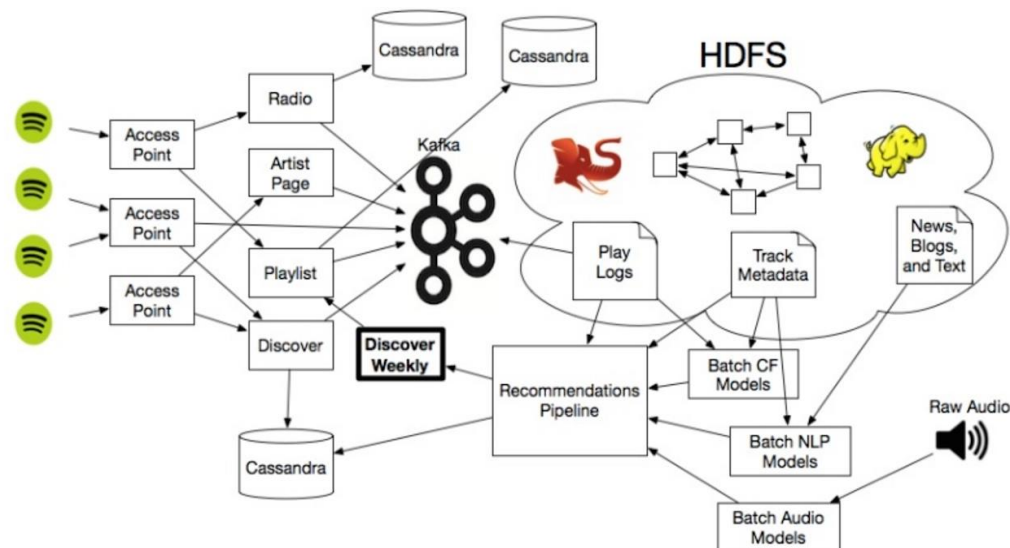 Cassandra
Cassandra
HDFS
Radio
Access
Point
Kafka
Artist
Page
Access
Point
News,
Blogs,
and Text
Play
Logs
Track
Metadata
Playlist
Access
Point
Discover
Discover
Weekly
Recommendations
Pipeline
Batch CF
Models
Raw Audio
Batch NLP
Models
Cassandra
Batch Audio
Models